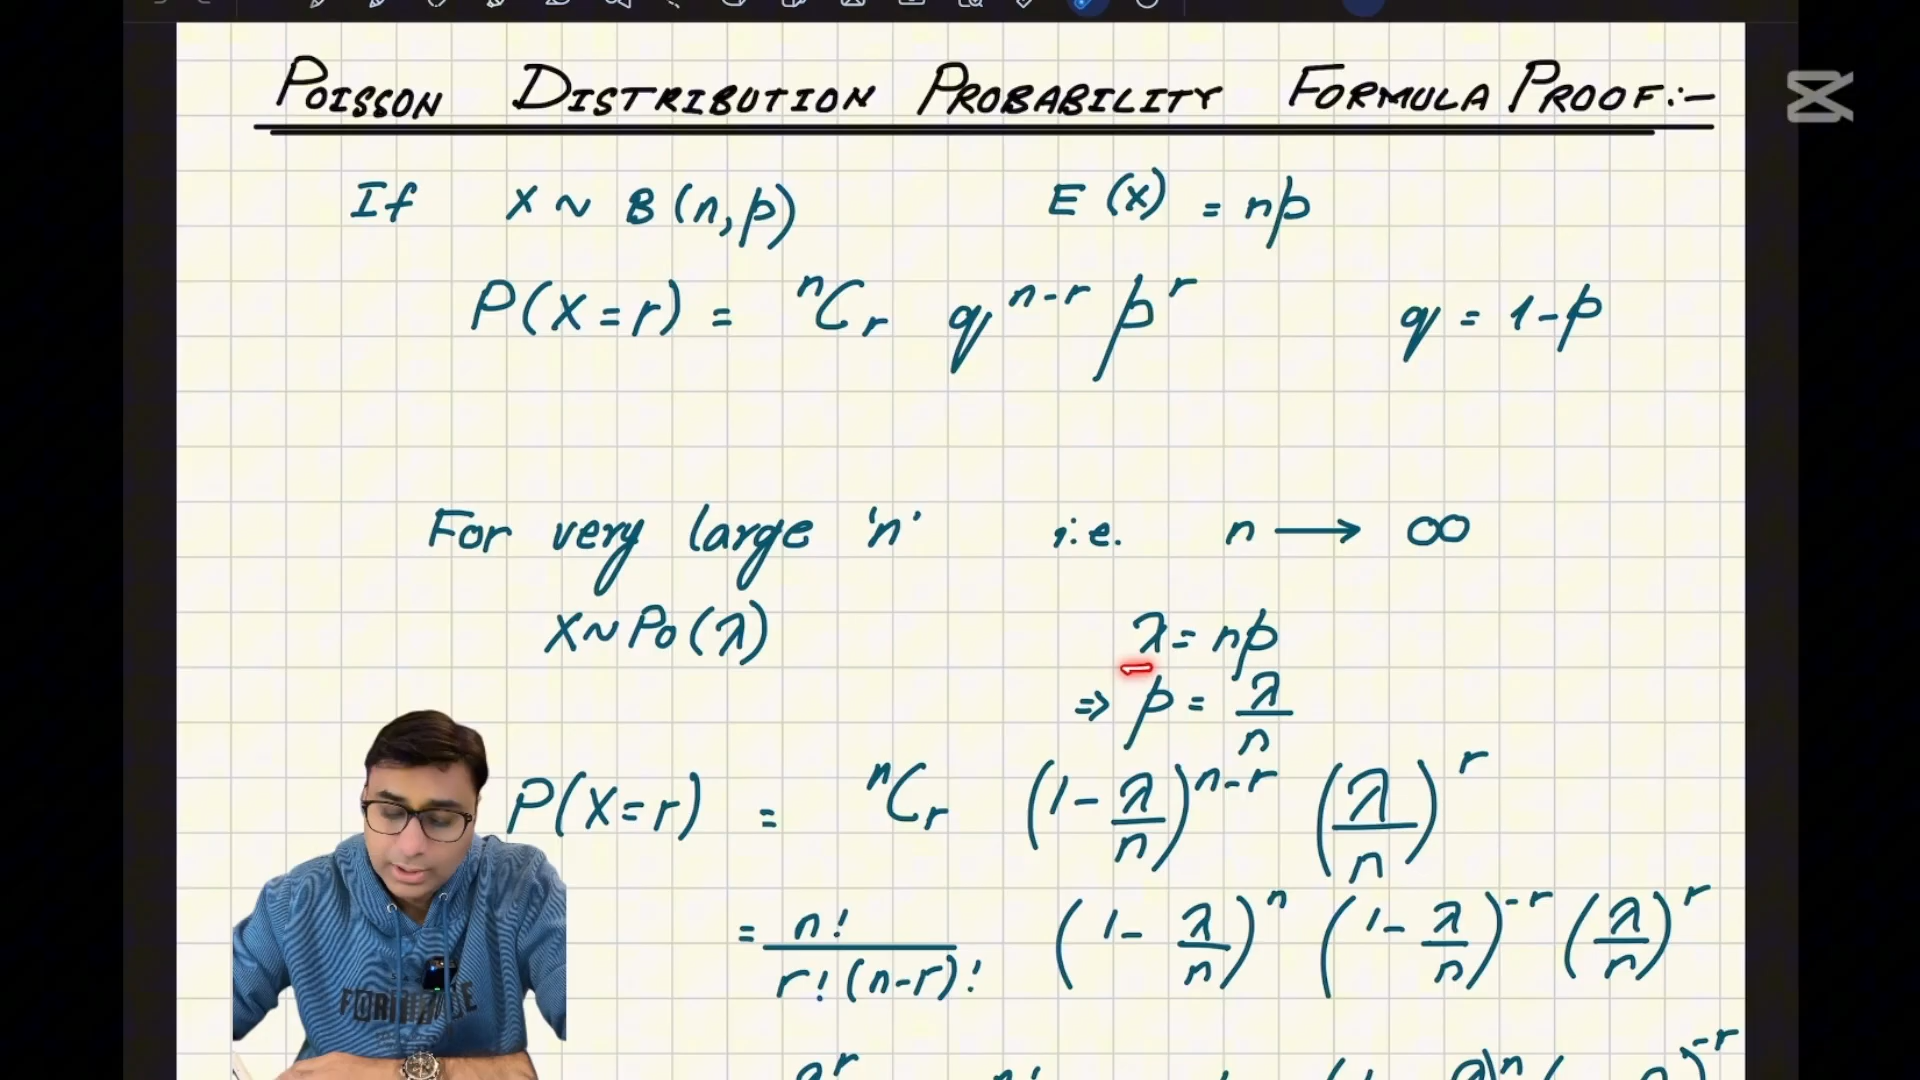 POISSON DISTRIBUTION PROBABILITY FORMULA PROOF:-
If X ~ B(n,p) E(X) = np
P(X=r) = ⁿCᵣ qⁿ⁻ʳ pʳ q = 1-p
For very large 'n' i.e. n → ∞
X~Po(λ) λ = np
⇒ p = λ/n
P(X=r) = ⁿCᵣ (1-λ/n)ⁿ⁻ʳ (λ/n)ʳ
= n!/r!(n-r)! (1-λ/n)ⁿ (1-λ/n)⁻ʳ (λ/n)ʳ